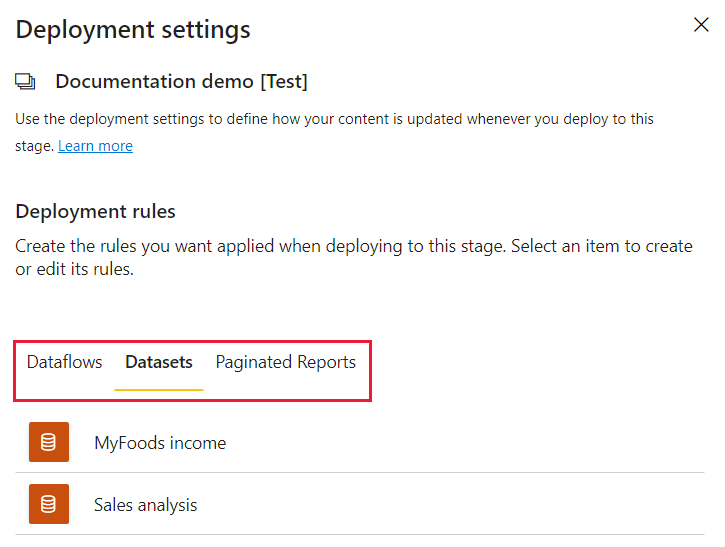 Deployment settings
Documentation demo [Test]
Use the deployment settings to define how your content is updated whenever you deploy to this
stage. Learn more
Deployment rules
Create the rules you want applied when deploying to this stage. Select an item to create
or edit its rules.
Dataflows Datasets Paginated Reports
MyFoods income
Sales analysis